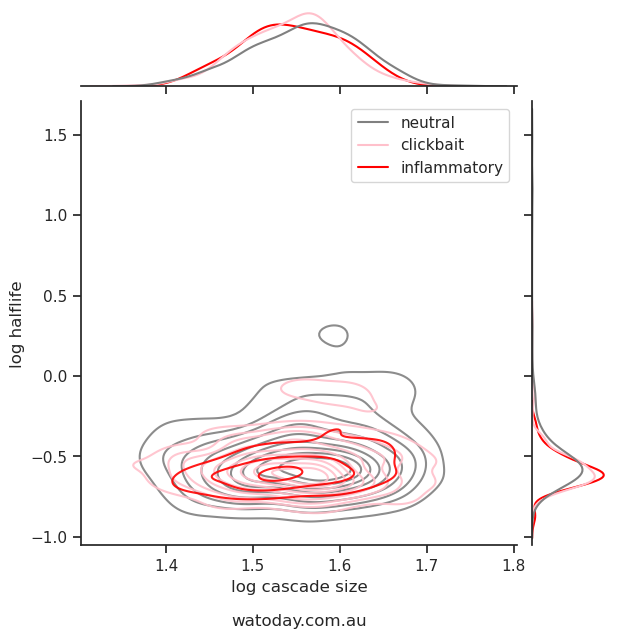 neutral
clickbait
inflammatory
1.5
1.0
0.5
0.0
−0.5
−1.0
log halflife
1.4 1.5 1.6 1.7 1.8
log cascade size
watoday.com.au